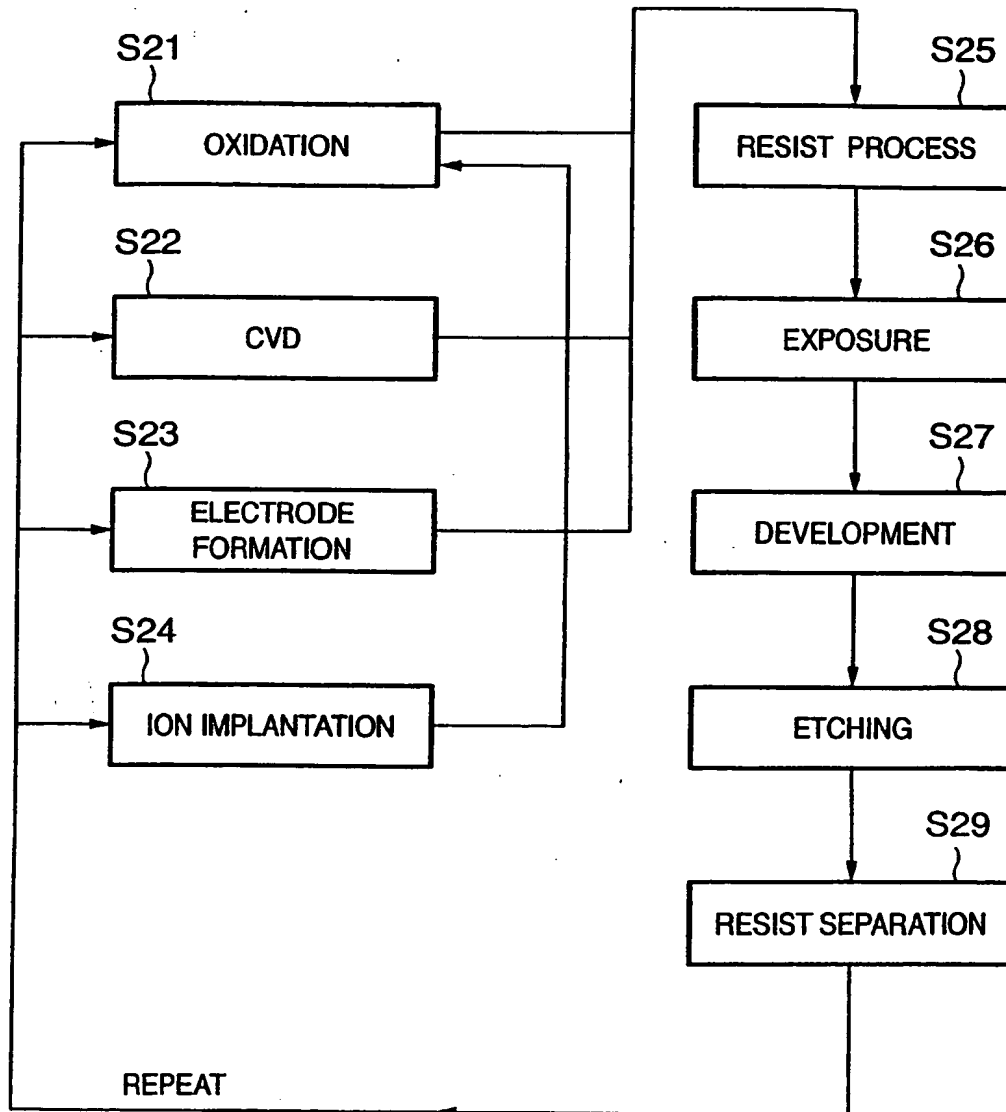 S21
OXIDATION
S22
CVD
S23
ELECTRODE
FORMATION
S24
ION IMPLANTATION
S25
RESIST PROCESS
S26
EXPOSURE
S27
DEVELOPMENT
S28
ETCHING
S29
RESIST SEPARATION
REPEAT